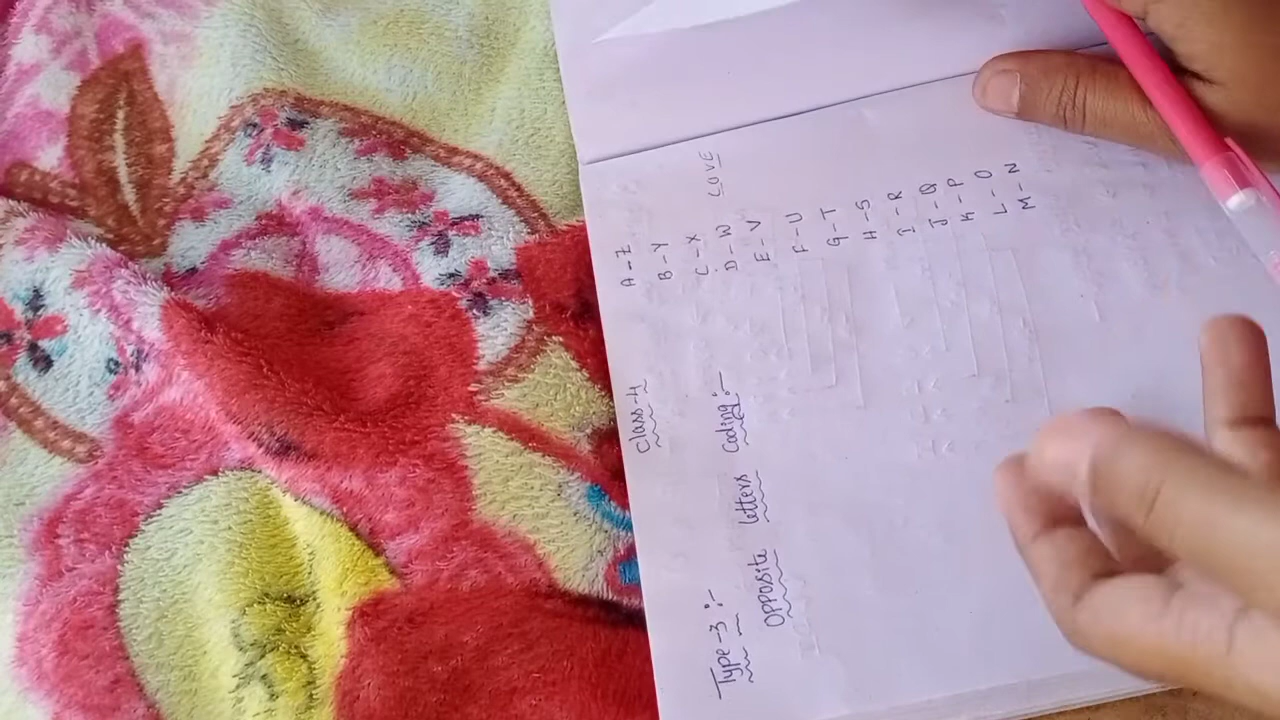 Class-4
Type-3:-
Opposite letters coding:-
A-Z
B-Y
C-X
D-W LOVE
E-V
F-U
G-T
H-S
I-R
J-Q
K-P
L-O
M-N